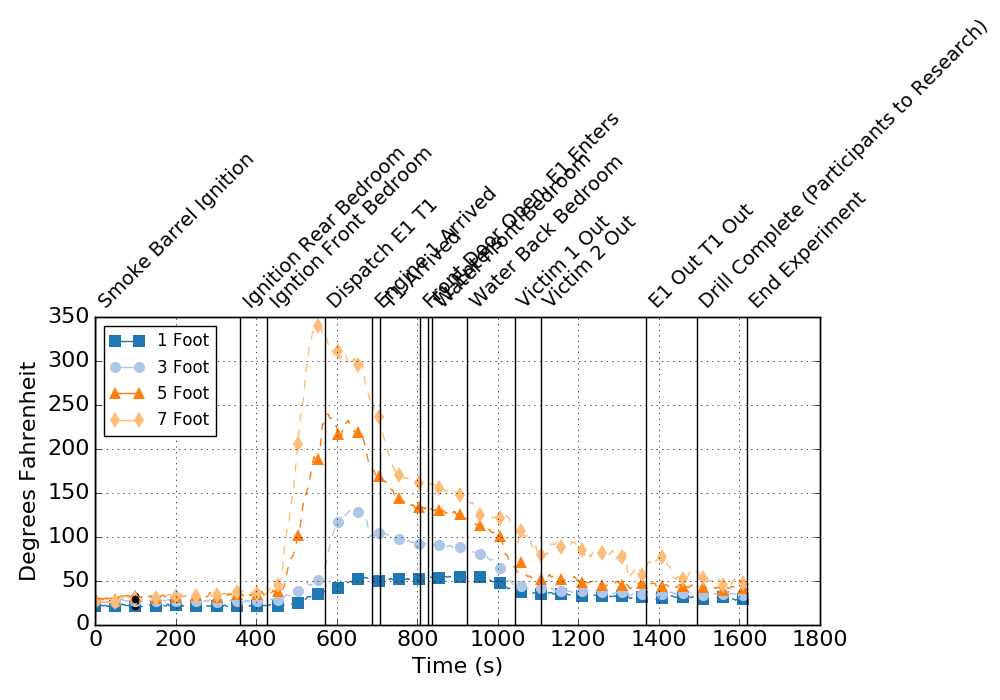 Smoke Barrel Ignition
Ignition Rear Bedroom
Igntion Front Bedroom
Dispatch E1 T1
Engine 1 Arrived
T1 Arrived
Front Door Open, E1 Enters
Water Front Bedroom
Water Back Bedroom
Victim 1 Out
Victim 2 Out
E1 Out T1 Out
Drill Complete (Participants to Research)
End Experiment
350
300
250
200
150
100
50
0
Degrees Fahrenheit
1 Foot
3 Foot
5 Foot
7 Foot
0 200 400 600 800 1000 1200 1400 1600 1800
Time (s)